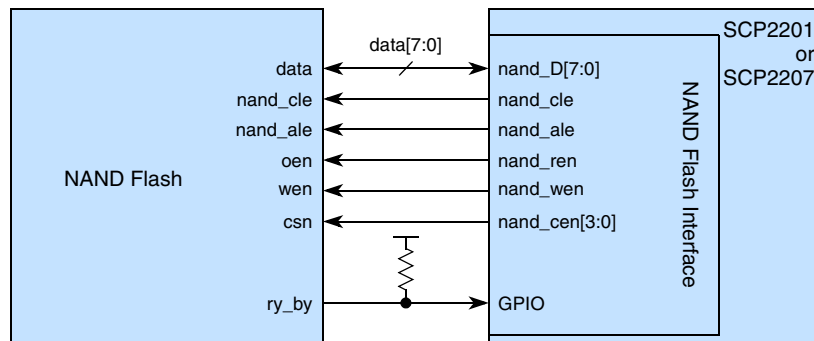 SCP2201
or
SCP2207
data[7:0]
data
nand_D[7:0]
nand_cle
nand_cle
nand_ale
nand_ale
oen
nand_ren
NAND Flash
wen
nand_wen
csn
nand_cen[3:0]
NAND Flash Interface
ry_by
GPIO